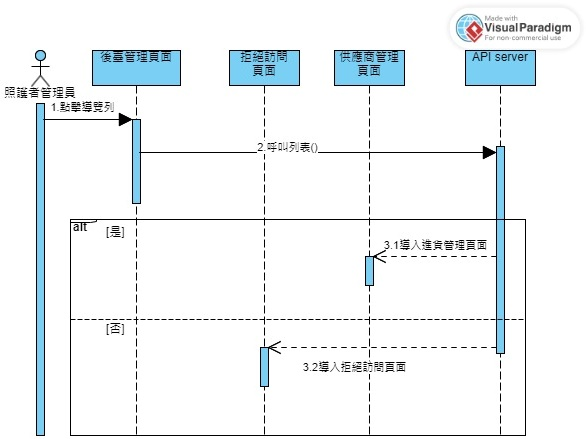 Made with
VisualParadigm
For non-commercial use
後臺管理頁面
拒絕訪問
頁面
供應商管理
頁面
API server
照護者管理員
1.點擊導覽列
2.呼叫列表()
alt
[是]
3.1導入進貨管理頁面
[否]
3.2導入拒絕訪問頁面